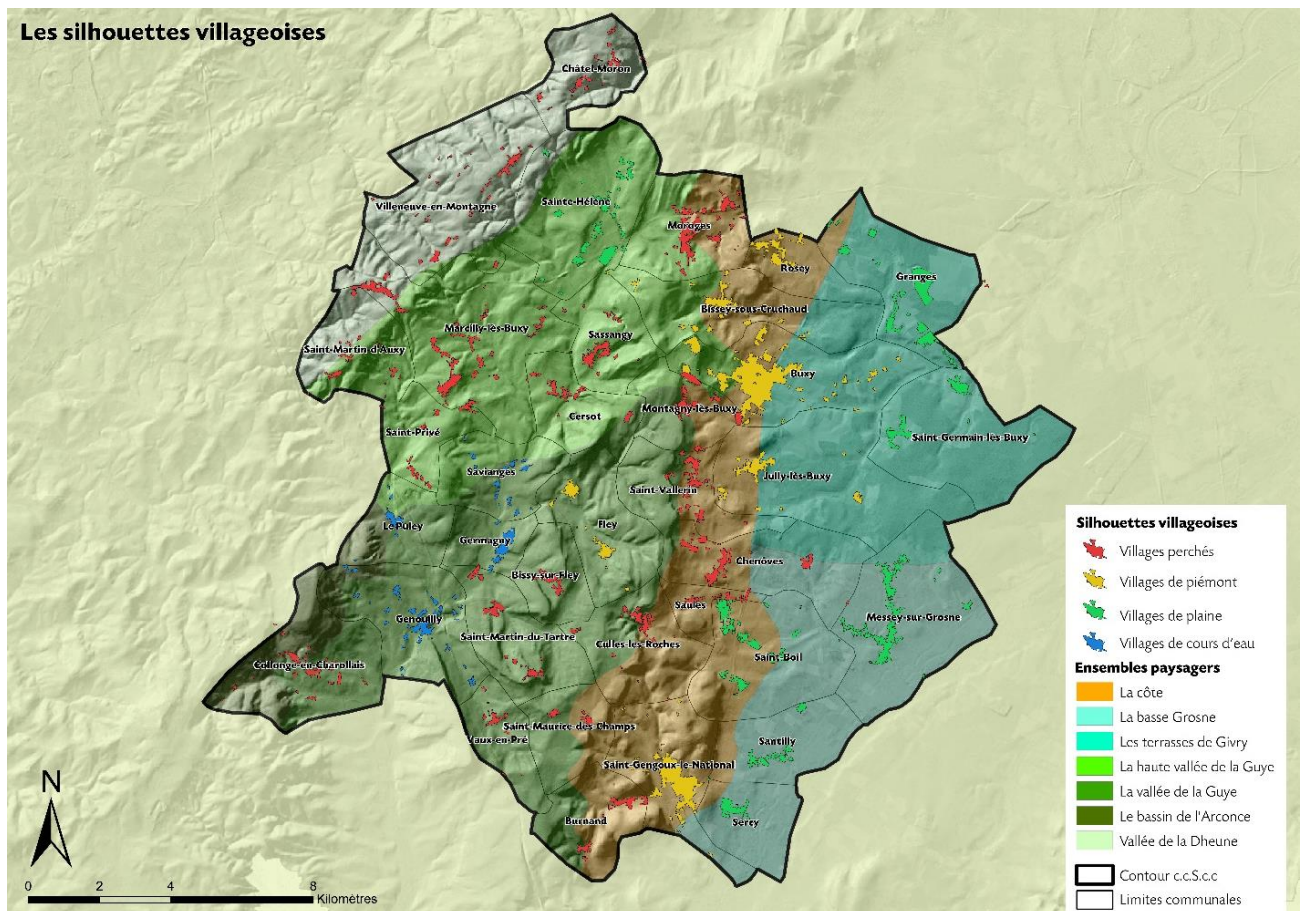 Les silhouettes villageoises
Châtel-Moron
Villeneuve-en-Montagne
Sainte-Hélène
Moroges
Rosey
Granges
Bissey-sous-Cruchaud
Marcilly-lès-Buxy
Sassangy
Saint-Martin-d'Auxy
Buxy
Montagny-lès-Buxy
Cersot
Saint-Privé
Saint-Germain-lès-Buxy
Savianges
Jully-lès-Buxy
Saint-Vallerin
Le Puley
Fley
Germagny
Chenôves
Bissy-sur-Fley
Saules
Genouilly
Messey-sur-Grosne
Saint-Martin-du-Tartre
Culles-les-Roches
Saint-Boil
Collonge-en-Charollais
Saint-Maurice-des-Champs
Vaux-en-Pré
Santilly
Saint-Gengoux-le-National
Burnand
Sercy
Silhouettes villageoises
Villages perchés
Villages de piémont
Villages de plaine
Villages de cours d'eau
Ensembles paysagers
La côte
La basse Grosne
Les terrasses de Givry
La haute vallée de la Guye
La vallée de la Guye
Le bassin de l'Arconce
Vallée de la Dheune
Contour c.c.S.c.c
Limites communales
N
0 2 4 8
Kilomètres